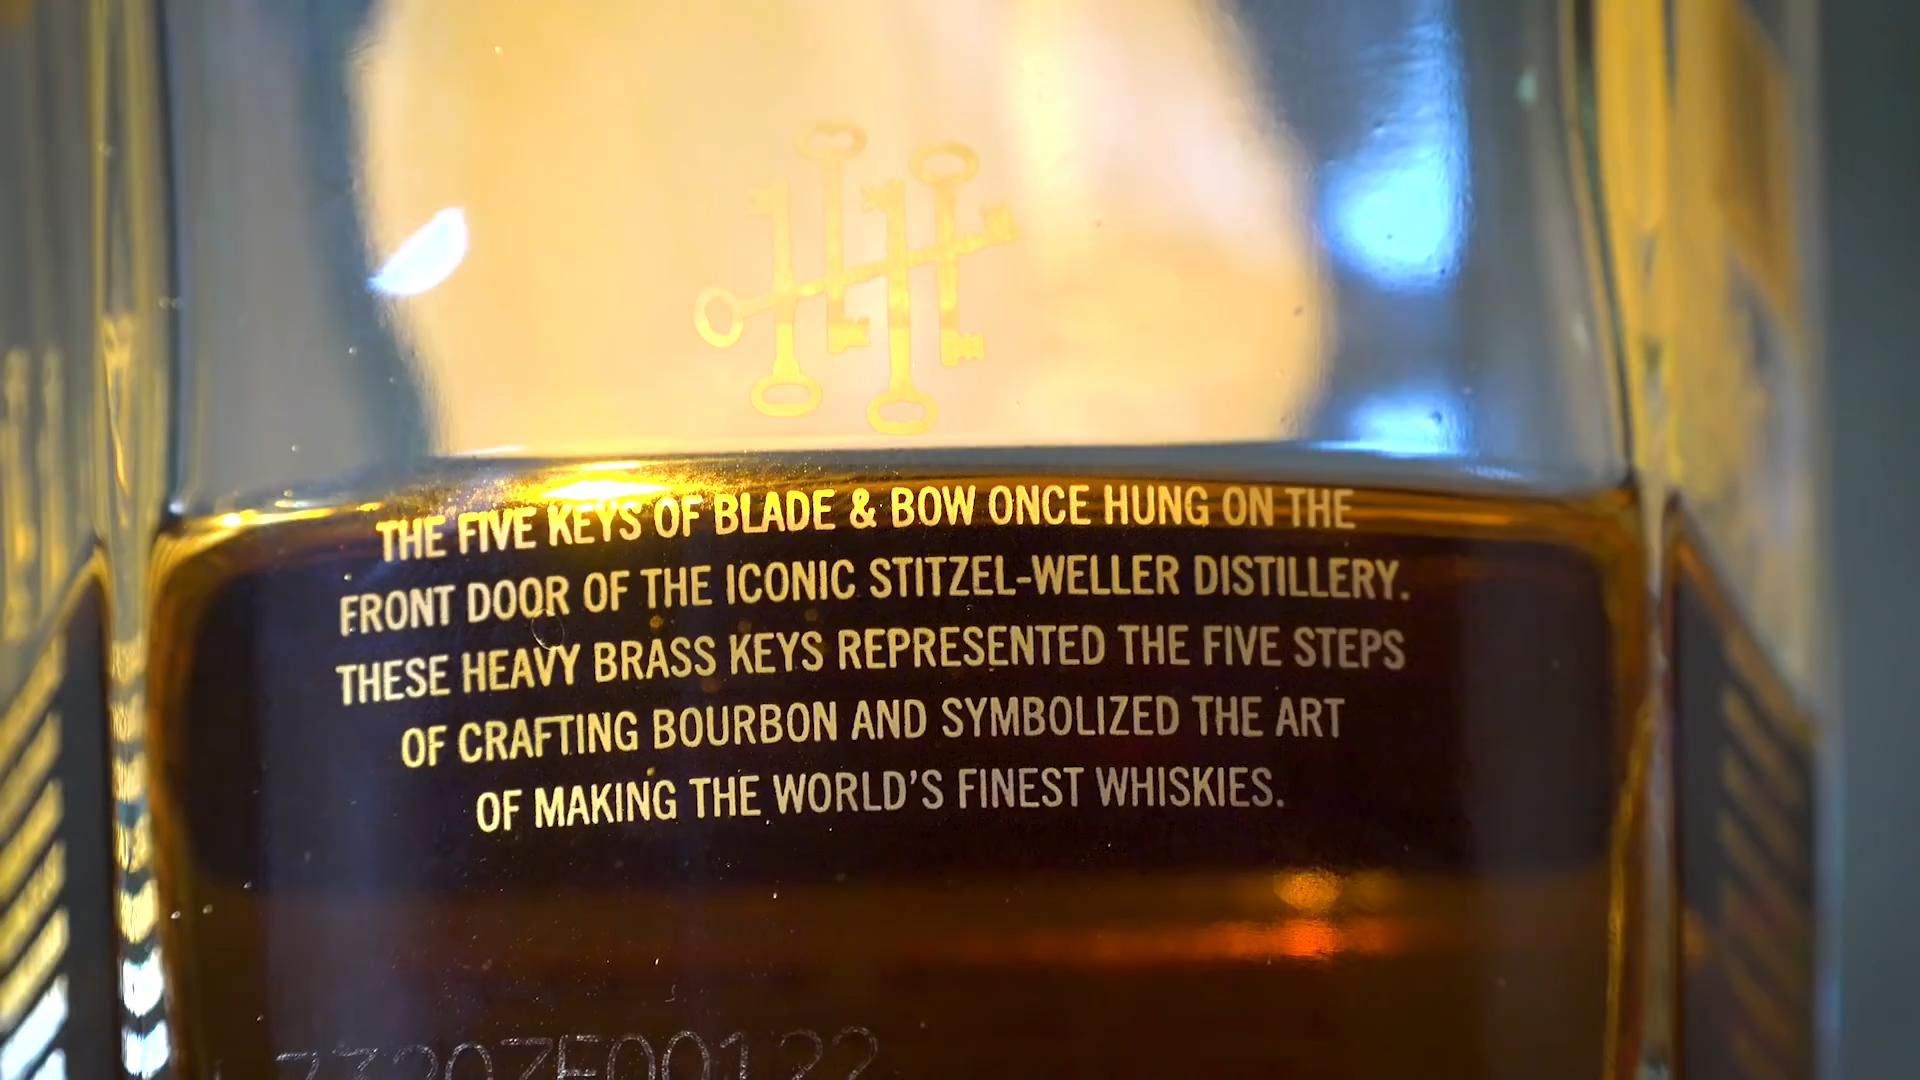 THE FIVE KEYS OF BLADE & BOW ONCE HUNG ON THE
FRONT DOOR OF THE ICONIC STITZEL-WELLER DISTILLERY.
THESE HEAVY BRASS KEYS REPRESENTED THE FIVE STEPS
OF CRAFTING BOURBON AND SYMBOLIZED THE ART
OF MAKING THE WORLD'S FINEST WHISKIES.